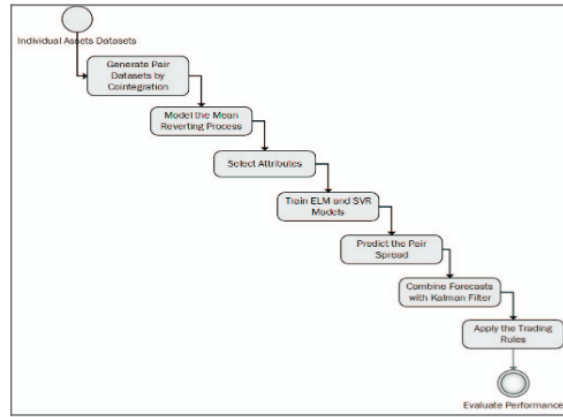 Individual Assets Datasets
Generate Pair
Datasets by
Cointegration
Model the Mean
Reverting Process
Select Attributes
Train ELM and SVR
Models
Predict the Pair
Spread
Combine Forecasts
with Kalman Filter
Apply the Trading
Rules
Evaluate Performance